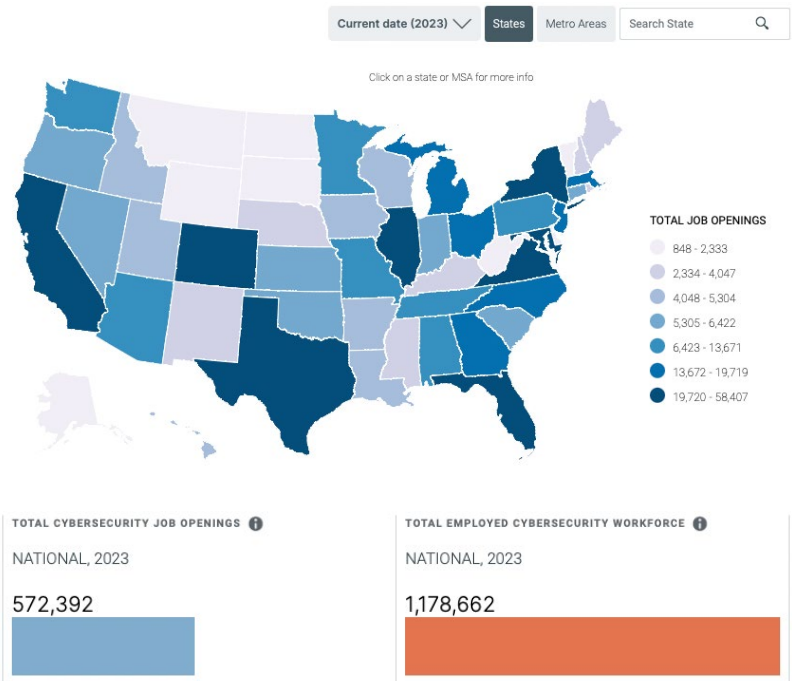 Current date (2023)
States
Metro Areas
Search State
Click on a state or MSA for more info
TOTAL JOB OPENINGS
848 - 2,333
2,334 - 4,047
4,048 - 5,304
5,305 - 6,422
6,423 - 13,671
13,672 - 19,719
19,720 - 58,407
TOTAL CYBERSECURITY JOB OPENINGS i
NATIONAL, 2023
572,392
TOTAL EMPLOYED CYBERSECURITY WORKFORCE i
NATIONAL, 2023
1,178,662